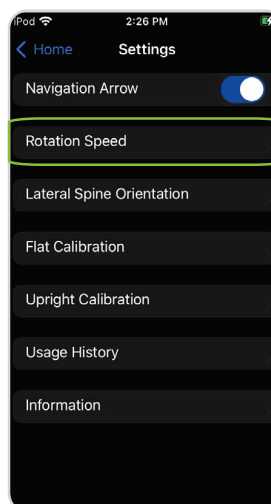 iPod 2:26 PM
Home Settings
Navigation Arrow
Rotation Speed
Lateral Spine Orientation
Flat Calibration
Upright Calibration
Usage History
Information